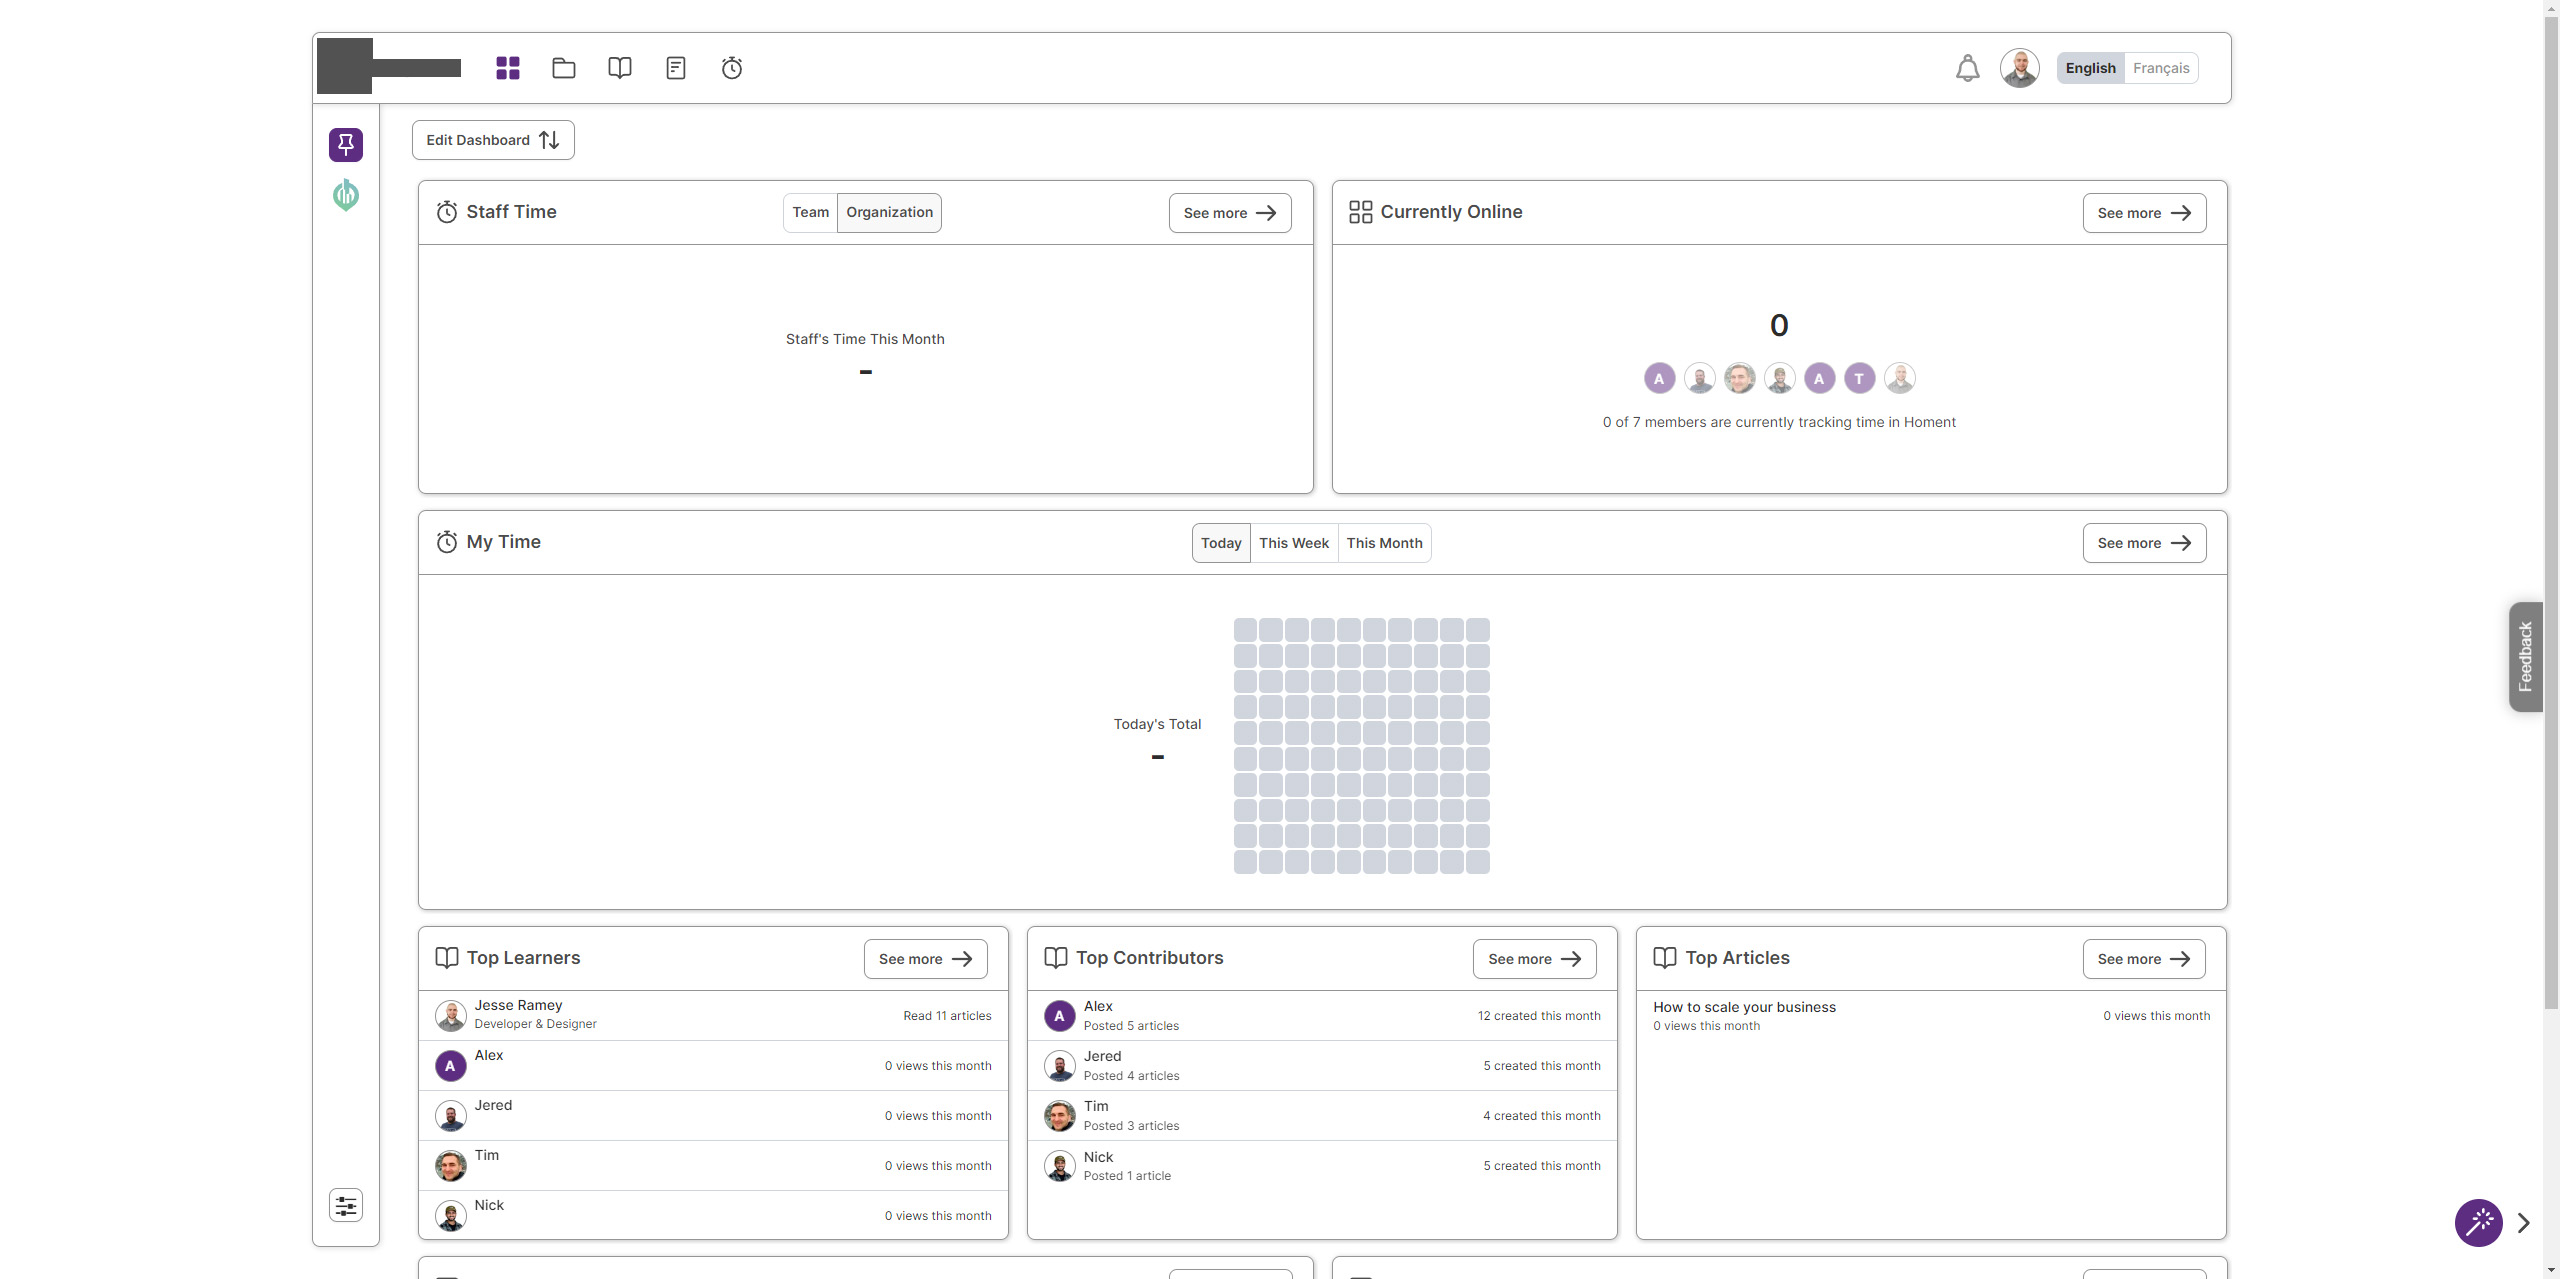 English
Français
Edit Dashboard
Staff Time
Team
Organization
See more
Staff's Time This Month
-
Currently Online
See more
0
A
A
T
0 of 7 members are currently tracking time in Homent
My Time
Today
This Week
This Month
See more
Today's Total
-
Top Learners
See more
Jesse Ramey
Developer & Designer
Read 11 articles
A
Alex
0 views this month
Jered
0 views this month
Tim
0 views this month
Nick
0 views this month
Top Contributors
See more
A
Alex
Posted 5 articles
12 created this month
Jered
Posted 4 articles
5 created this month
Tim
Posted 3 articles
4 created this month
Nick
Posted 1 article
5 created this month
Top Articles
See more
How to scale your business
0 views this month
0 views this month
Feedback